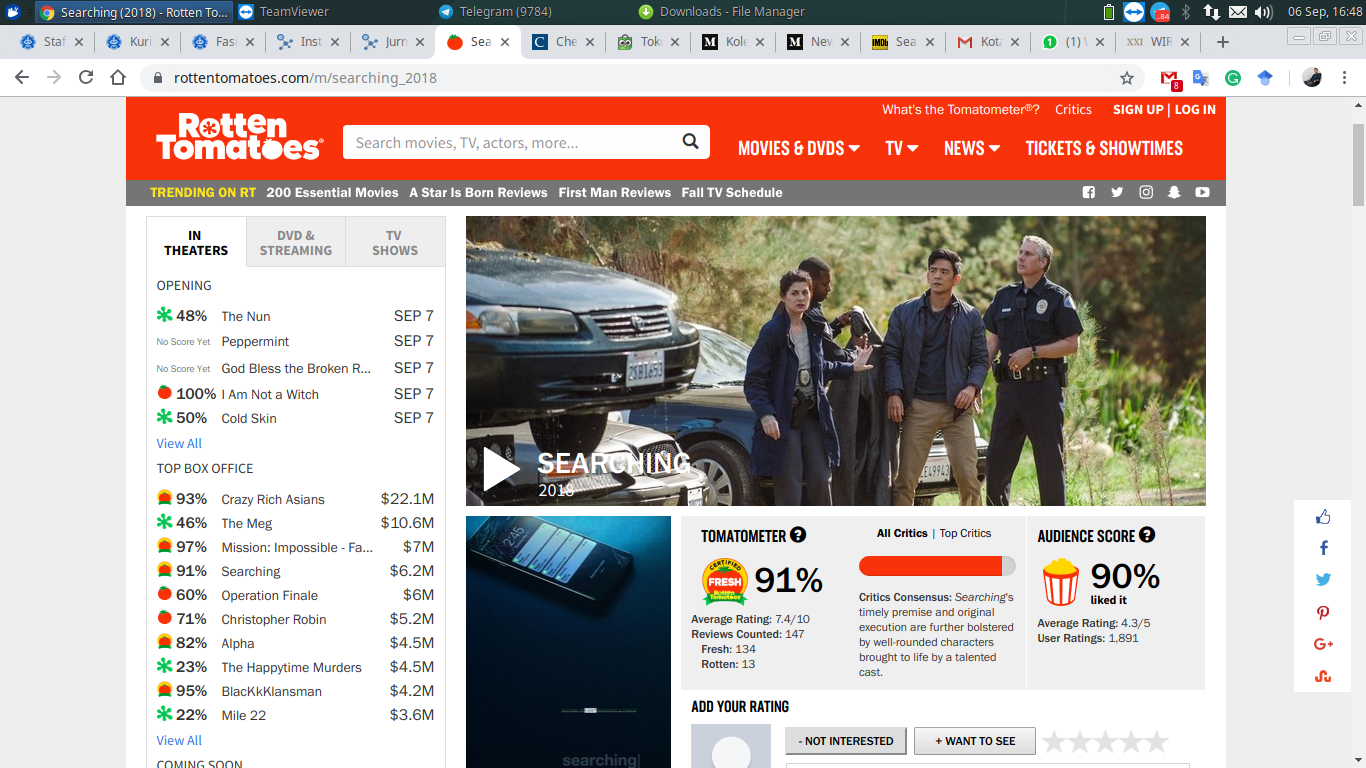 Searching (2018) - Rotten To...
TeamViewer
Telegram (9784)
Downloads - File Manager
84
06 Sep, 16:48
Staf
Kuri
Fasi
Inst
Jurn
Sea
Che
Toko
Kole
New
IMDb
Sea
Kota
1
(1)
XXI
WIR
rottentomatoes.com/m/searching_2018
8
What's the Tomatometer®?
Critics
SIGN UP | LOG IN
Rotten
Tomatoes®
Search movies, TV, actors, more...
MOVIES & DVDS
TV
NEWS
TICKETS & SHOWTIMES
TRENDING ON RT
200 Essential Movies
A Star Is Born Reviews
First Man Reviews
Fall TV Schedule
IN
THEATERS
DVD &
STREAMING
TV
SHOWS
OPENING
48% The Nun SEP 7
No Score Yet Peppermint SEP 7
No Score Yet God Bless the Broken R... SEP 7
100% I Am Not a Witch SEP 7
50% Cold Skin SEP 7
View All
TOP BOX OFFICE
93% Crazy Rich Asians $22.1M
46% The Meg $10.6M
97% Mission: Impossible - Fa... $7M
91% Searching $6.2M
60% Operation Finale $6M
71% Christopher Robin $5.2M
82% Alpha $4.5M
23% The Happytime Murders $4.5M
95% BlacKkKlansman $4.2M
22% Mile 22 $3.6M
View All
COMING SOON
SEARCHING
2018
2:45
searching
TOMATOMETER ?
CERTIFIED
FRESH
Rotten
Tomatoes
91%
Average Rating: 7.4/10
Reviews Counted: 147
Fresh: 134
Rotten: 13
All Critics | Top Critics
Critics Consensus: Searching's
timely premise and original
execution are further bolstered
by well-rounded characters
brought to life by a talented
cast.
AUDIENCE SCORE ?
90%
liked it
Average Rating: 4.3/5
User Ratings: 1,891
ADD YOUR RATING
- NOT INTERESTED
+ WANT TO SEE
G+